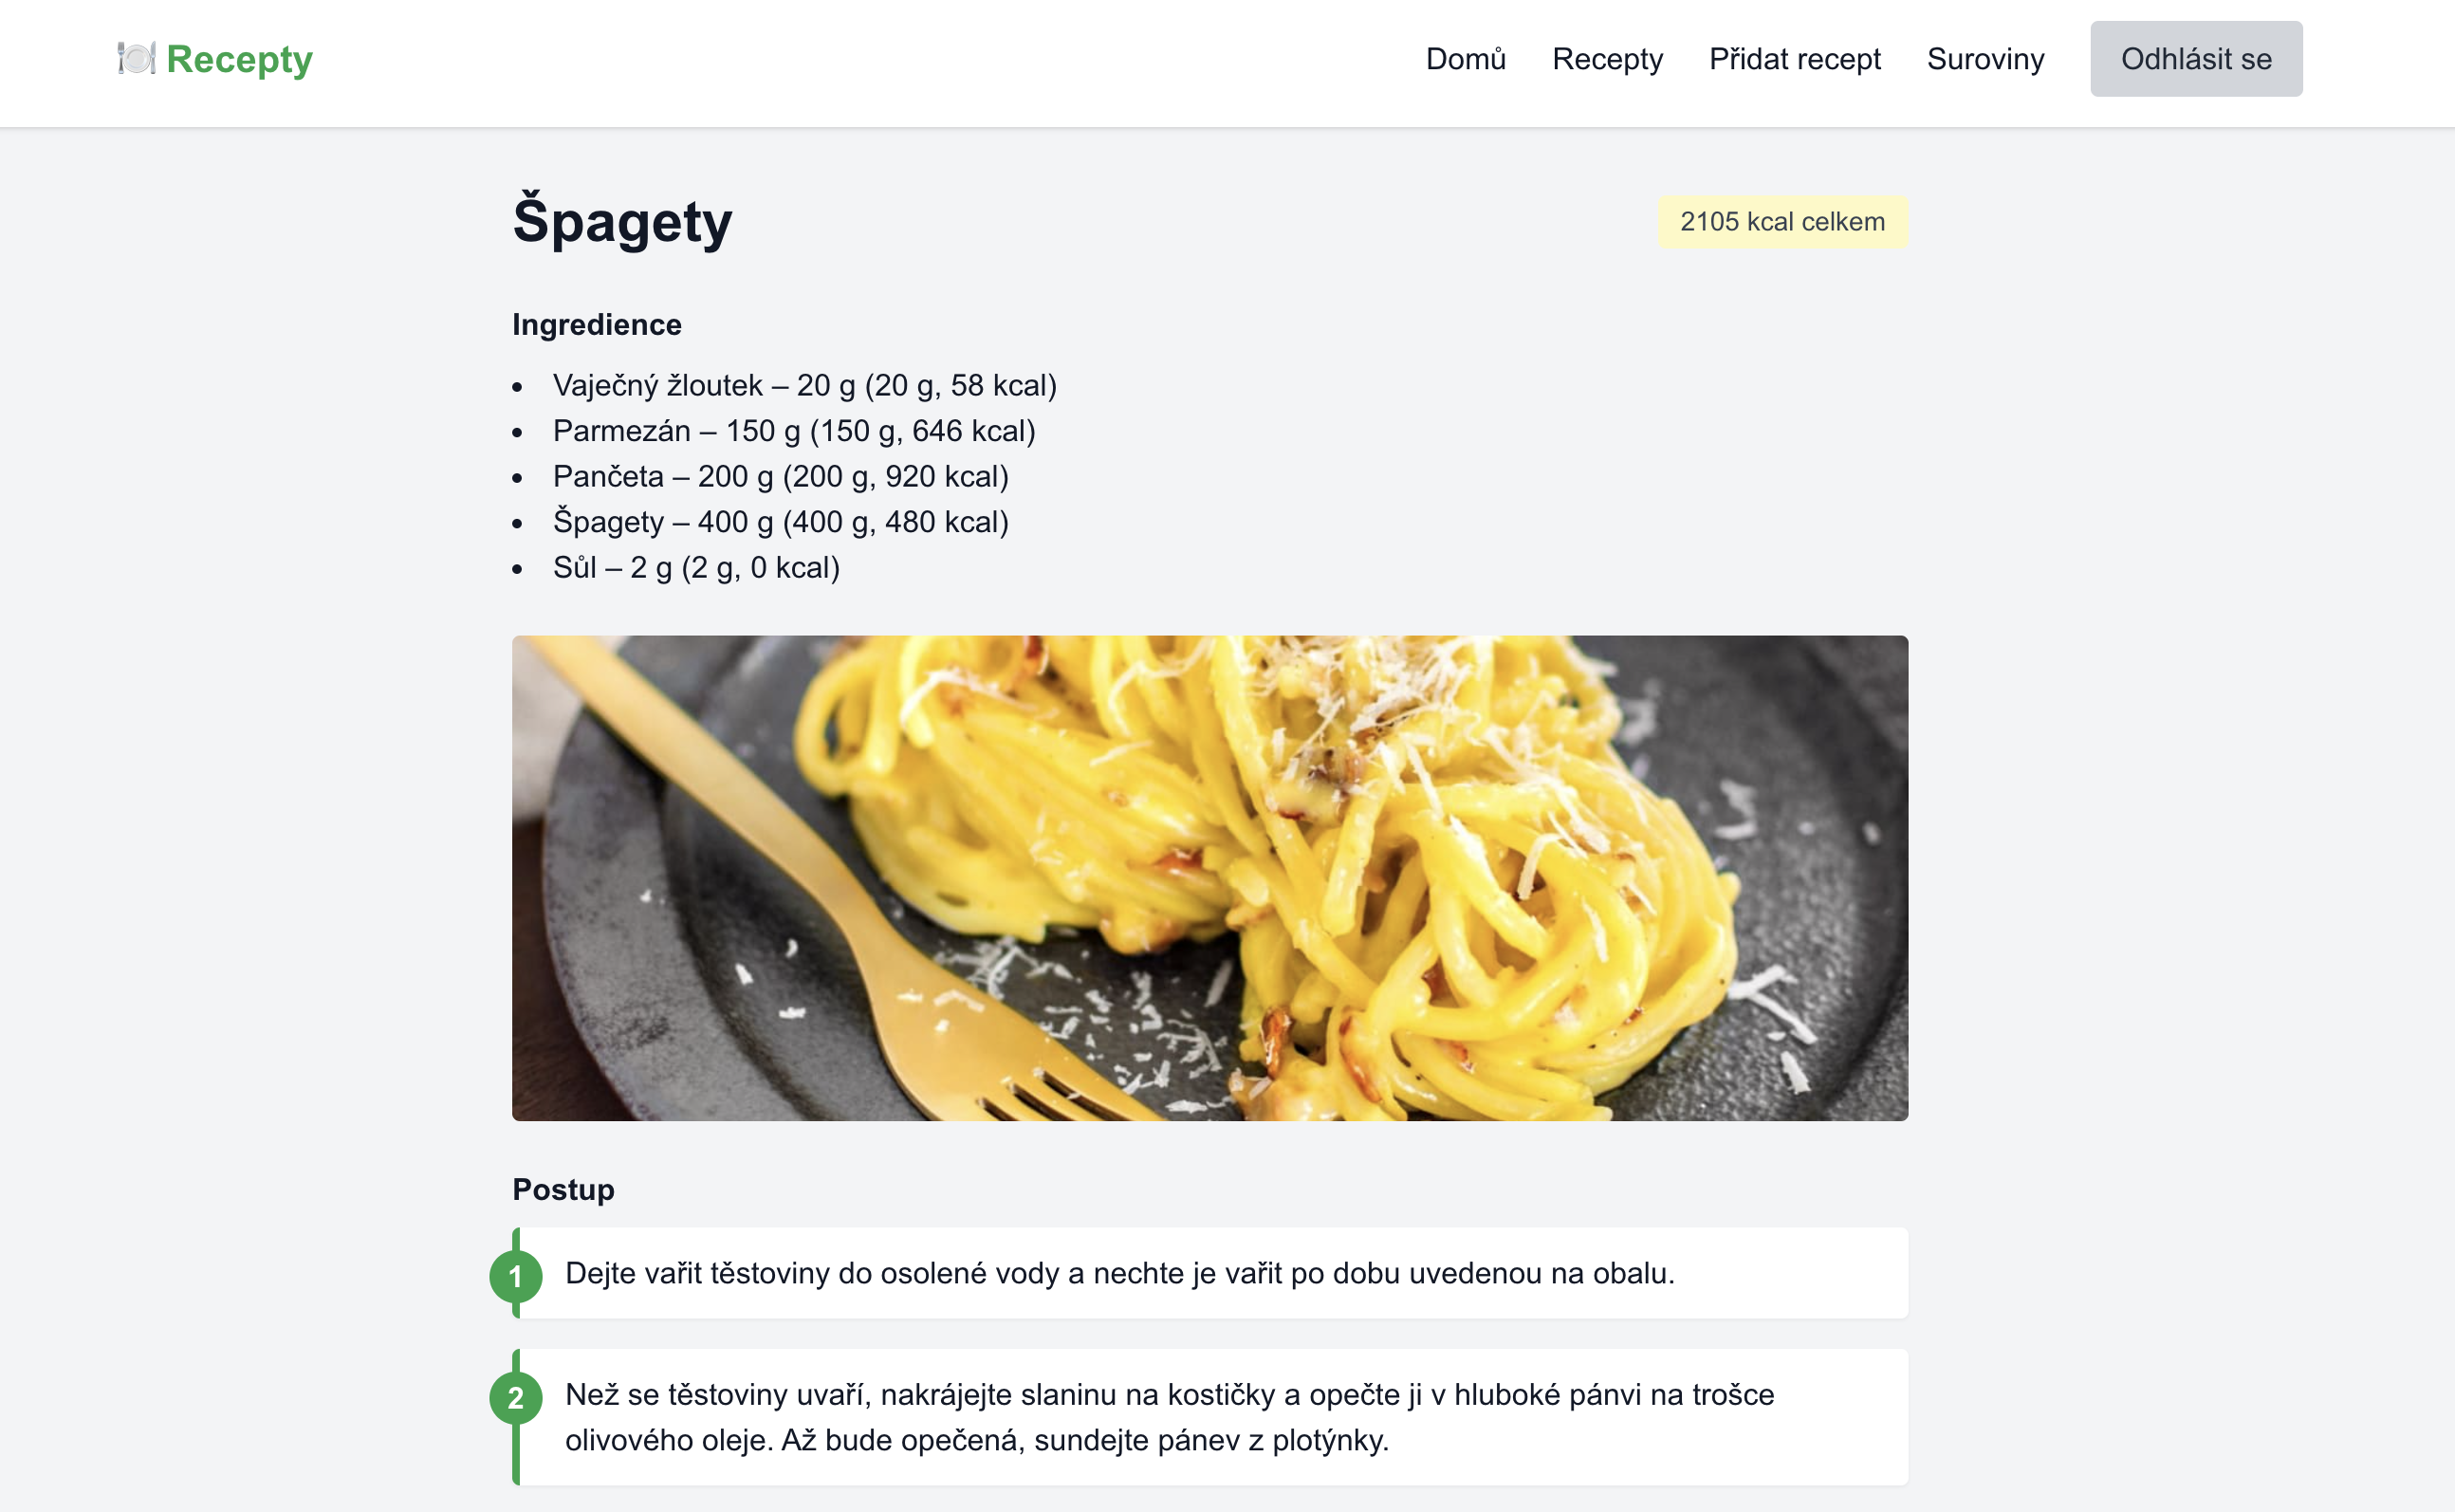 🍽️ Recepty
Domů
Recepty
Přidat recept
Suroviny
Odhlásit se
Špagety
2105 kcal celkem
Ingredience
• Vaječný žloutek – 20 g (20 g, 58 kcal)
• Parmezán – 150 g (150 g, 646 kcal)
• Pančeta – 200 g (200 g, 920 kcal)
• Špagety – 400 g (400 g, 480 kcal)
• Sůl – 2 g (2 g, 0 kcal)
Postup
1
Dejte vařit těstoviny do osolené vody a nechte je vařit po dobu uvedenou na obalu.
2
Než se těstoviny uvaří, nakrájejte slaninu na kostičky a opečte ji v hluboké pánvi na trošce
olivového oleje. Až bude opečená, sundejte pánev z plotýnky.